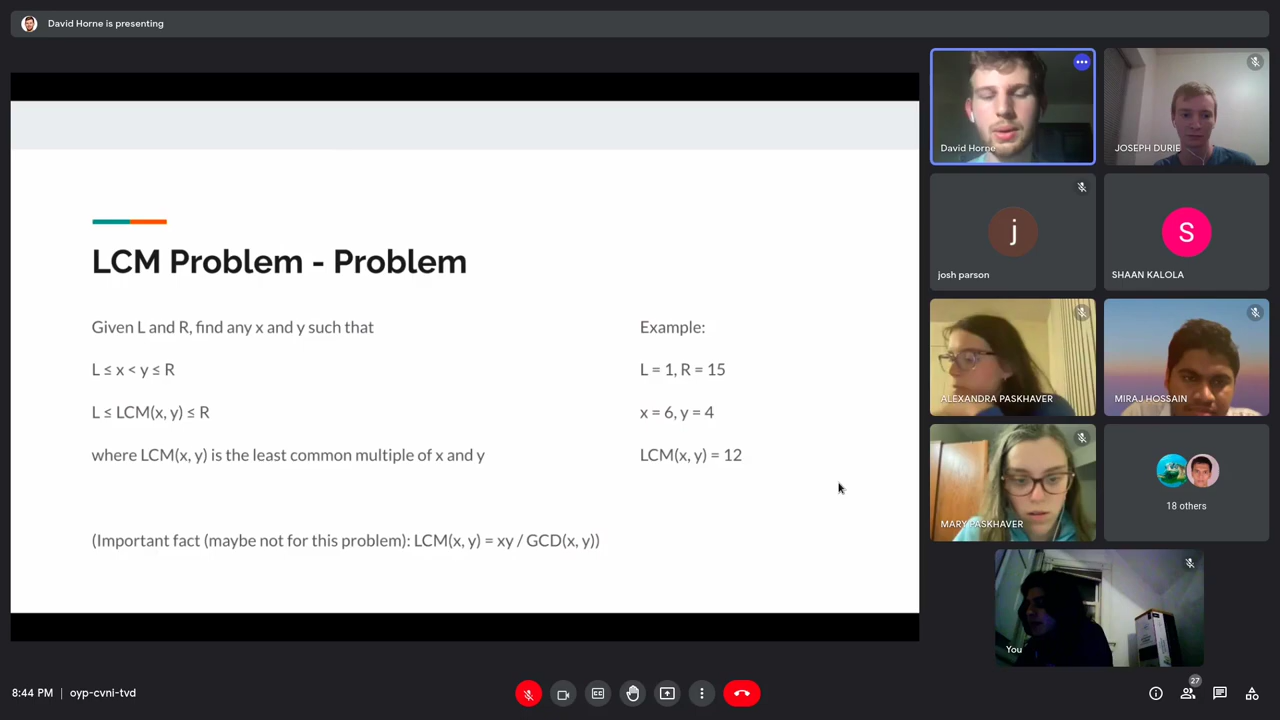 David Horne is presenting
LCM Problem - Problem
Given L and R, find any x and y such that
L ≤ x < y ≤ R
L ≤ LCM(x, y) ≤ R
where LCM(x, y) is the least common multiple of x and y
(Important fact (maybe not for this problem): LCM(x, y) = xy / GCD(x, y))
Example:
L = 1, R = 15
x = 6, y = 4
LCM(x, y) = 12
David Horne
JOSEPH DURIE
j
josh parson
S
SHAAN KALOLA
ALEXANDRA PASKHAVER
MIRAJ HOSSAIN
MARY PASKHAVER
18 others
You
8:44 PM | oyp-cvni-tvd
CC
27